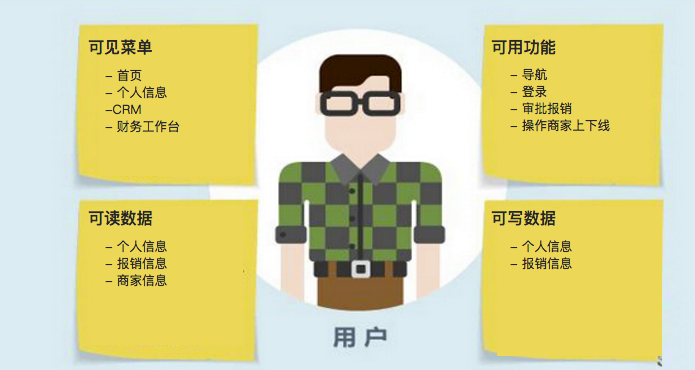 可见菜单
– 首页
– 个人信息
–CRM
– 财务工作台
可用功能
– 导航
– 登录
– 审批报销
– 操作商家上下线
可读数据
– 个人信息
– 报销信息
– 商家信息
可写数据
– 个人信息
– 报销信息
用户